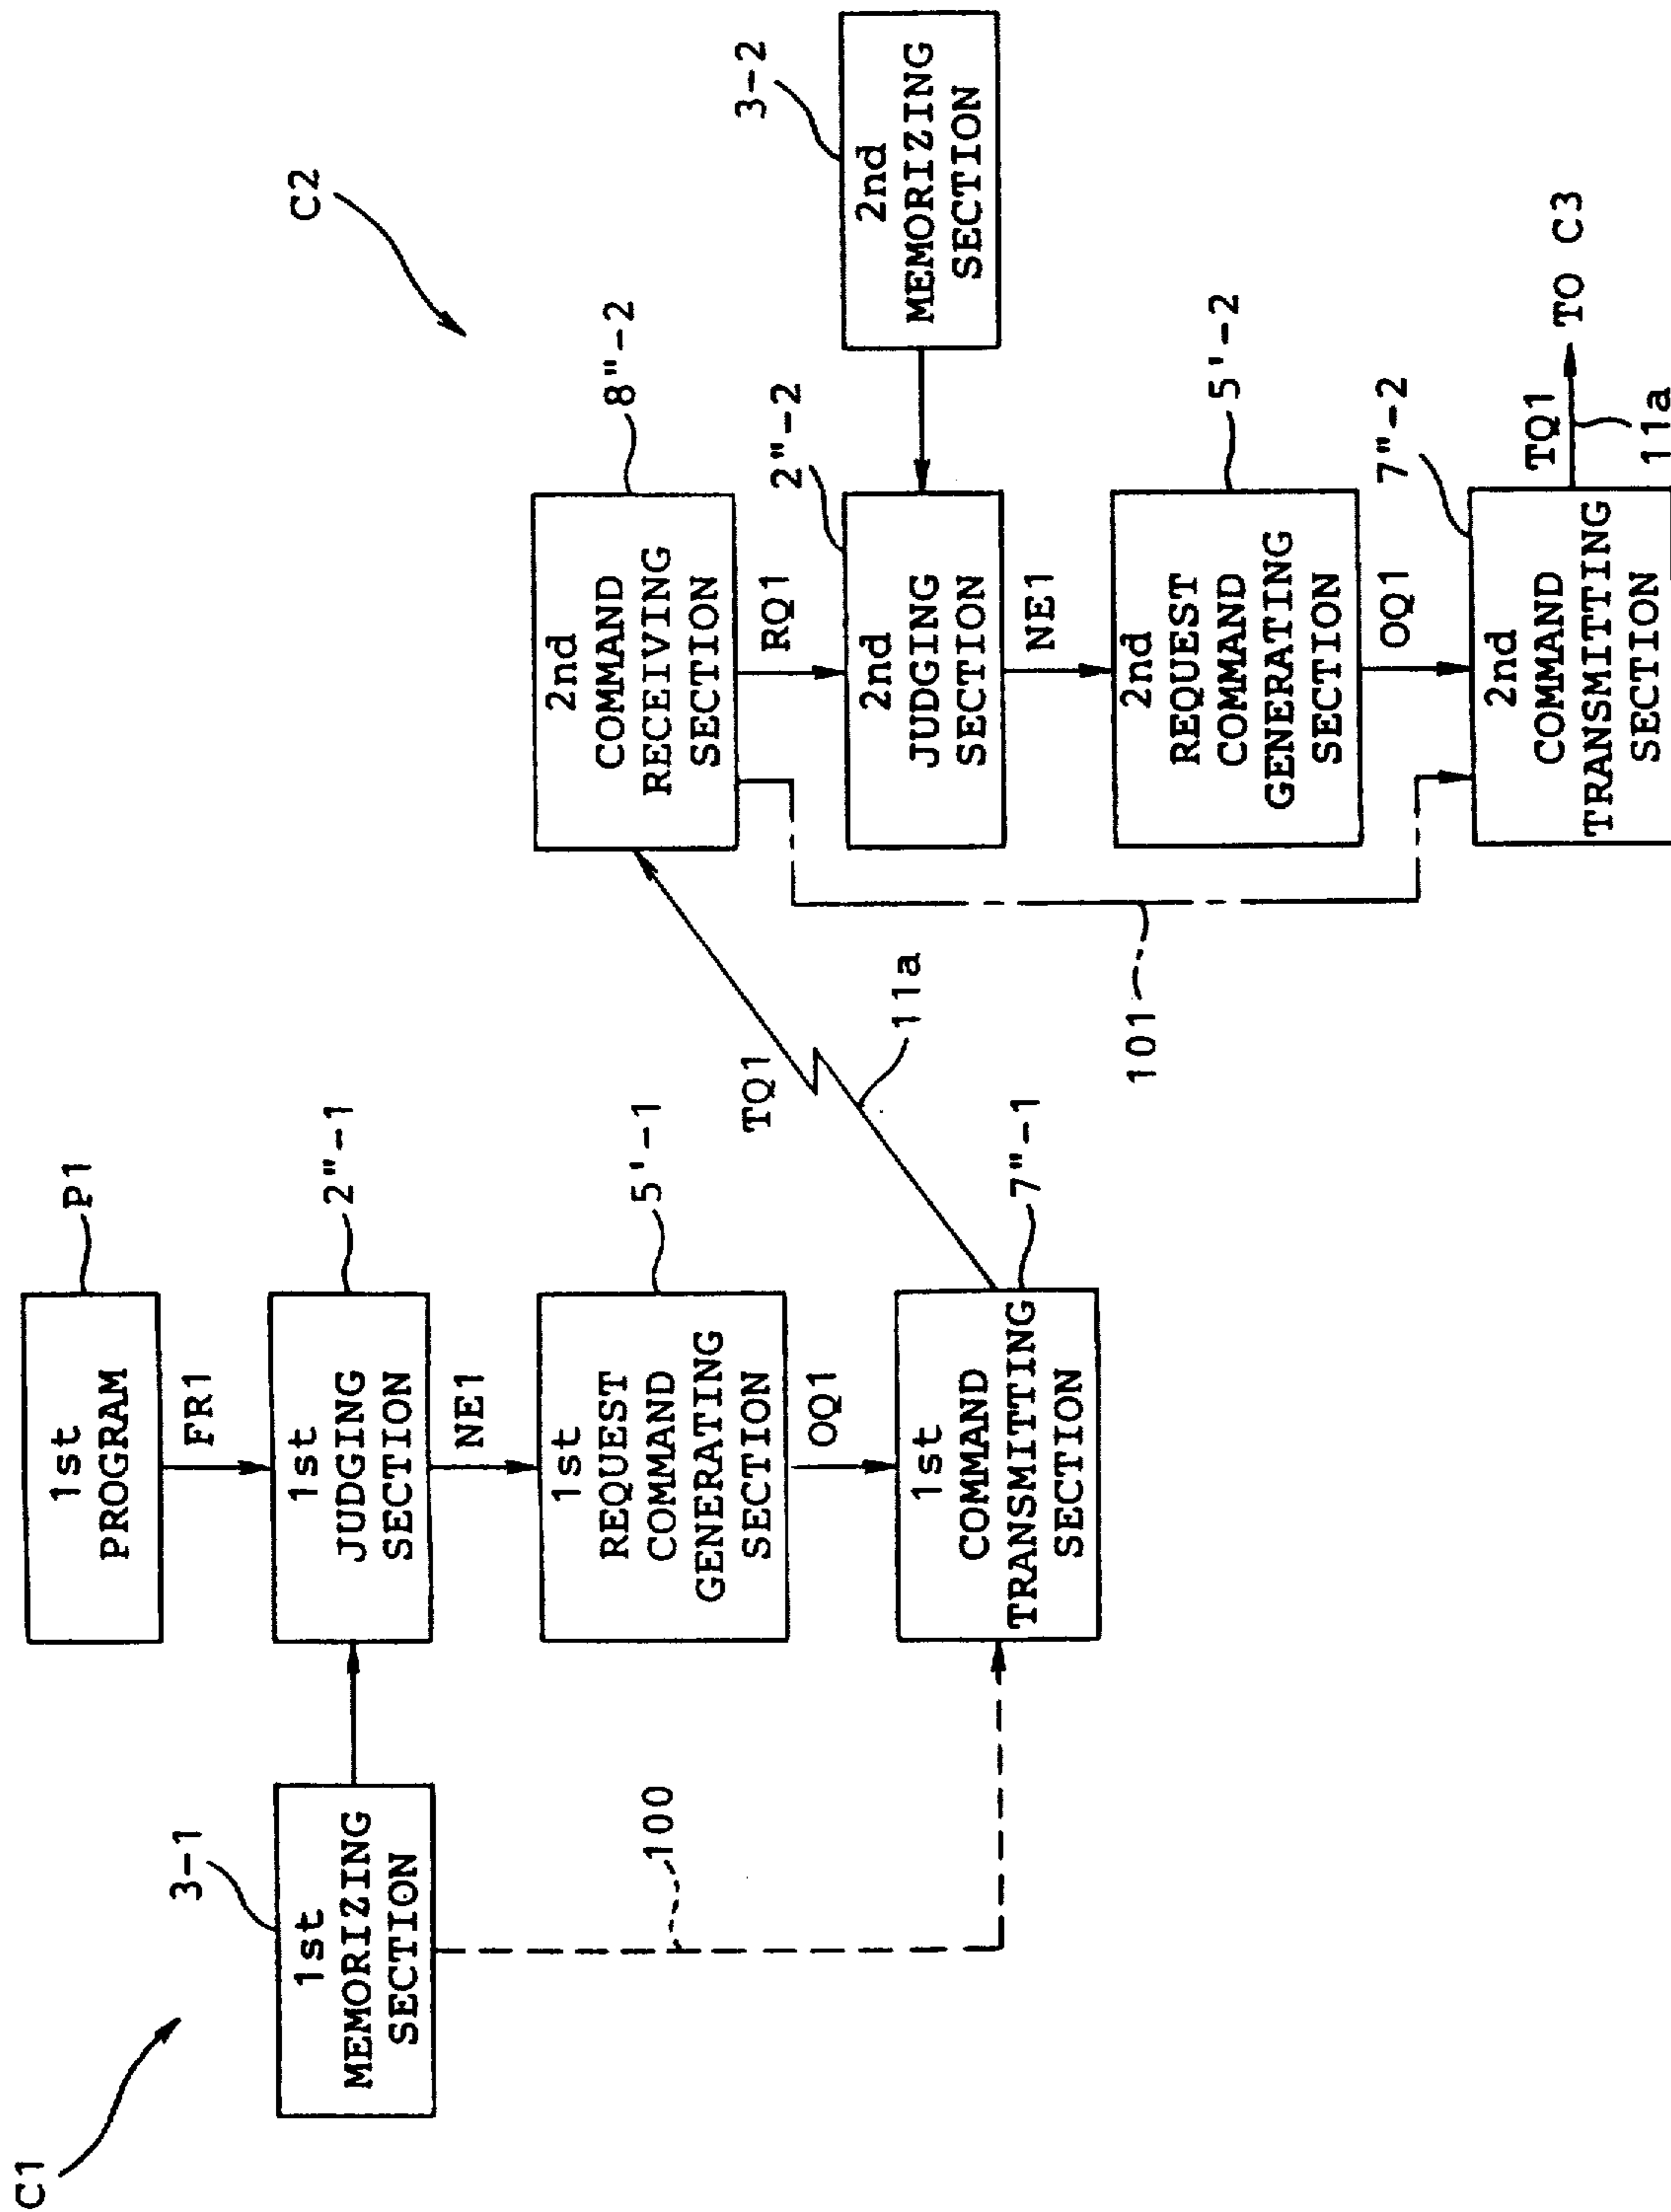 C1
3-1
1st
MEMORIZING
SECTION
100
P1
1st
PROGRAM
FR1
2"-1
1st
JUDGING
SECTION
NE1
5'-1
1st
REQUEST
COMMAND
GENERATING
SECTION
OQ1
7"-1
1st
COMMAND
TRANSMITTING
SECTION
TQ1
11a
C2
8"-2
2nd
COMMAND
RECEIVING
SECTION
RQ1
101
2"-2
2nd
JUDGING
SECTION
3-2
2nd
MEMORIZING
SECTION
NE1
5'-2
2nd
REQUEST
COMMAND
GENERATING
SECTION
OQ1
7"-2
2nd
COMMAND
TRANSMITTING
SECTION
TQ1
TO C3
11a